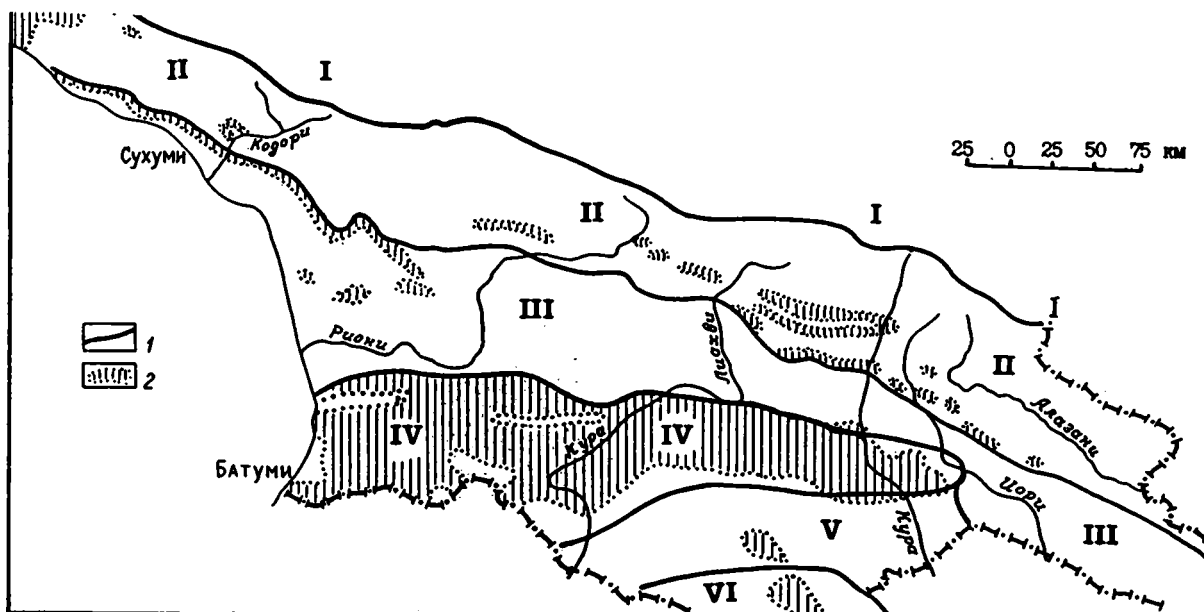 I
II
Кодори
Сухуми
25 0 25 50 75 км
II
I
I
III
Риони
Лиахви
II
Алазани
1
2
IV
Кура
IV
Батуми
Иори
III
V
Кура
VI